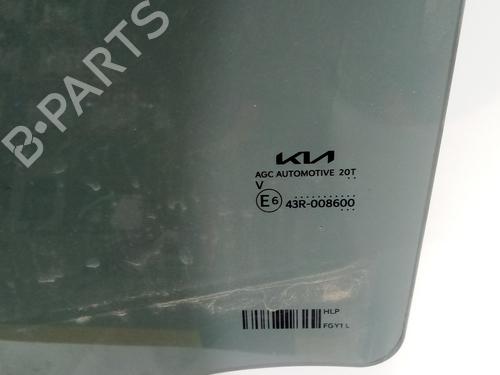 B-PARTS
KIA
AGC AUTOMOTIVE 20T
V
E6 43R-008600
HLP
FGY1 L